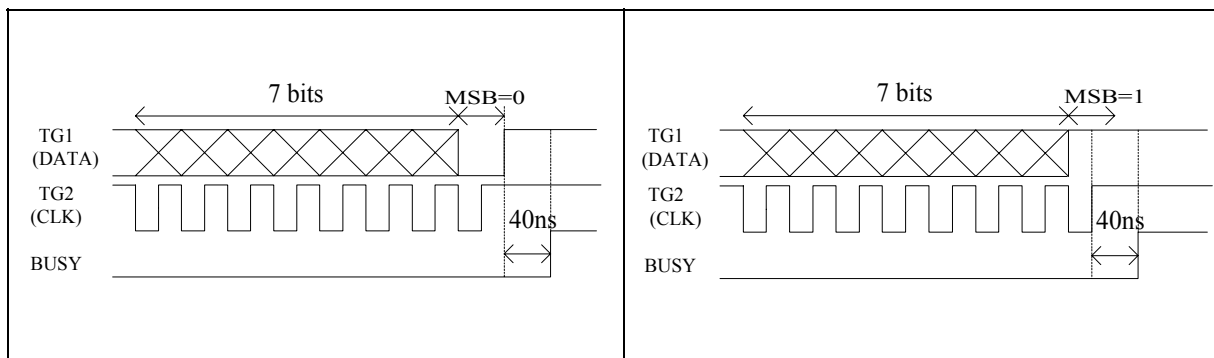 7 bits
MSB=0
TG1
(DATA)
TG2
(CLK)
40ns
BUSY
7 bits
MSB=1
TG1
(DATA)
TG2
(CLK)
40ns
BUSY